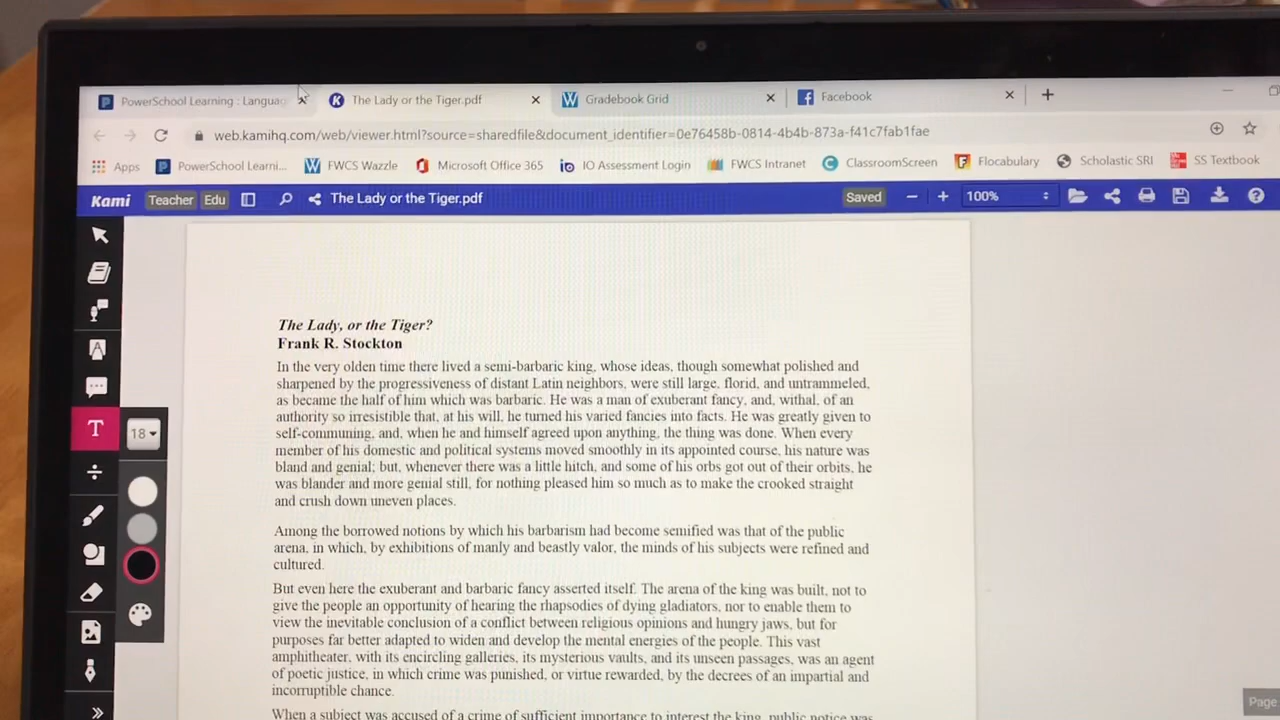 PowerSchool Learning : Languag
The Lady or the Tiger.pdf
Gradebook Grid
Facebook
web.kamihq.com/web/viewer.html?source=sharedfile&document_identifier=0e76458b-0814-4b4b-873a-f41c7fab1fae
Apps PowerSchool Learni... FWCS Wazzle Microsoft Office 365 IO Assessment Login FWCS Intranet ClassroomScreen Flocabulary Scholastic SRI SS Textbook
Kami Teacher Edu The Lady or the Tiger.pdf Saved 100%
18
The Lady, or the Tiger?
Frank R. Stockton
In the very olden time there lived a semi-barbaric king, whose ideas, though somewhat polished and
sharpened by the progressiveness of distant Latin neighbors, were still large, florid, and untrammeled,
as became the half of him which was barbaric. He was a man of exuberant fancy, and, withal, of an
authority so irresistible that, at his will, he turned his varied fancies into facts. He was greatly given to
self-communing, and, when he and himself agreed upon anything, the thing was done. When every
member of his domestic and political systems moved smoothly in its appointed course, his nature was
bland and genial; but, whenever there was a little hitch, and some of his orbs got out of their orbits, he
was blander and more genial still, for nothing pleased him so much as to make the crooked straight
and crush down uneven places.
Among the borrowed notions by which his barbarism had become semified was that of the public
arena, in which, by exhibitions of manly and beastly valor, the minds of his subjects were refined and
cultured.
But even here the exuberant and barbaric fancy asserted itself. The arena of the king was built, not to
give the people an opportunity of hearing the rhapsodies of dying gladiators, nor to enable them to
view the inevitable conclusion of a conflict between religious opinions and hungry jaws, but for
purposes far better adapted to widen and develop the mental energies of the people. This vast
amphitheater, with its encircling galleries, its mysterious vaults, and its unseen passages, was an agent
of poetic justice, in which crime was punished, or virtue rewarded, by the decrees of an impartial and
incorruptible chance.
When a subject was accused of a crime of sufficient importance to interest the king, public notice was
Page